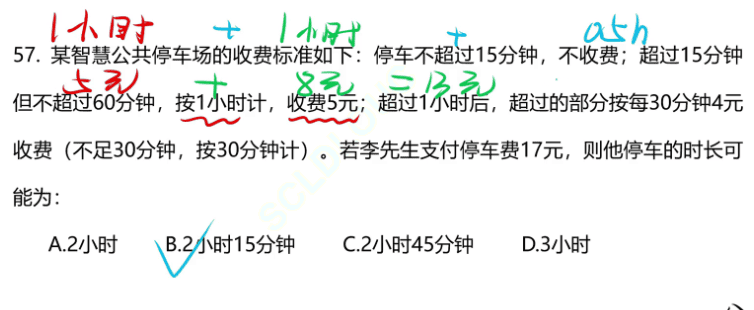 1小时 + 1小时 + 0.5h
57. 某智慧公共停车场的收费标准如下：停车不超过15分钟，不收费；超过15分钟
5元 + 8元 = 13元
但不超过60分钟，按1小时计，收费5元；超过1小时后，超过的部分按每30分钟4元
收费（不足30分钟，按30分钟计）。若李先生支付停车费17元，则他停车的时长可
能为：
A.2小时 B.2小时15分钟 C.2小时45分钟 D.3小时